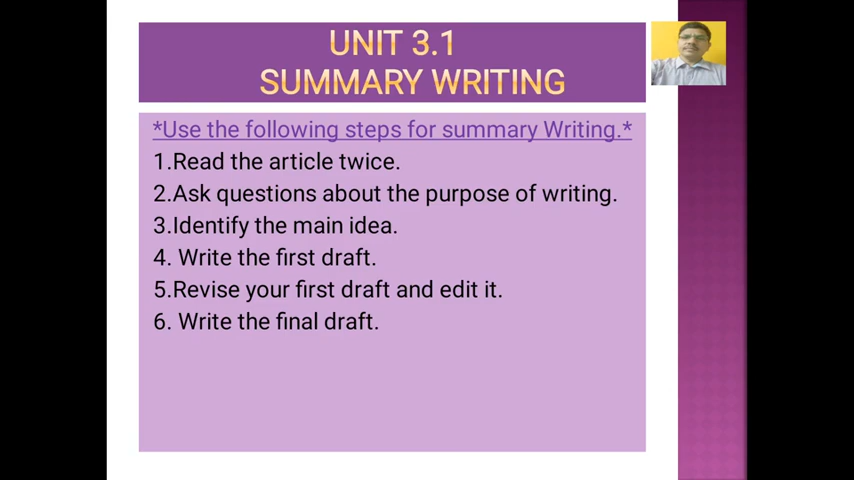 UNIT 3.1
SUMMARY WRITING
*Use the following steps for summary Writing.*
1.Read the article twice.
2.Ask questions about the purpose of writing.
3.Identify the main idea.
4. Write the first draft.
5.Revise your first draft and edit it.
6. Write the final draft.